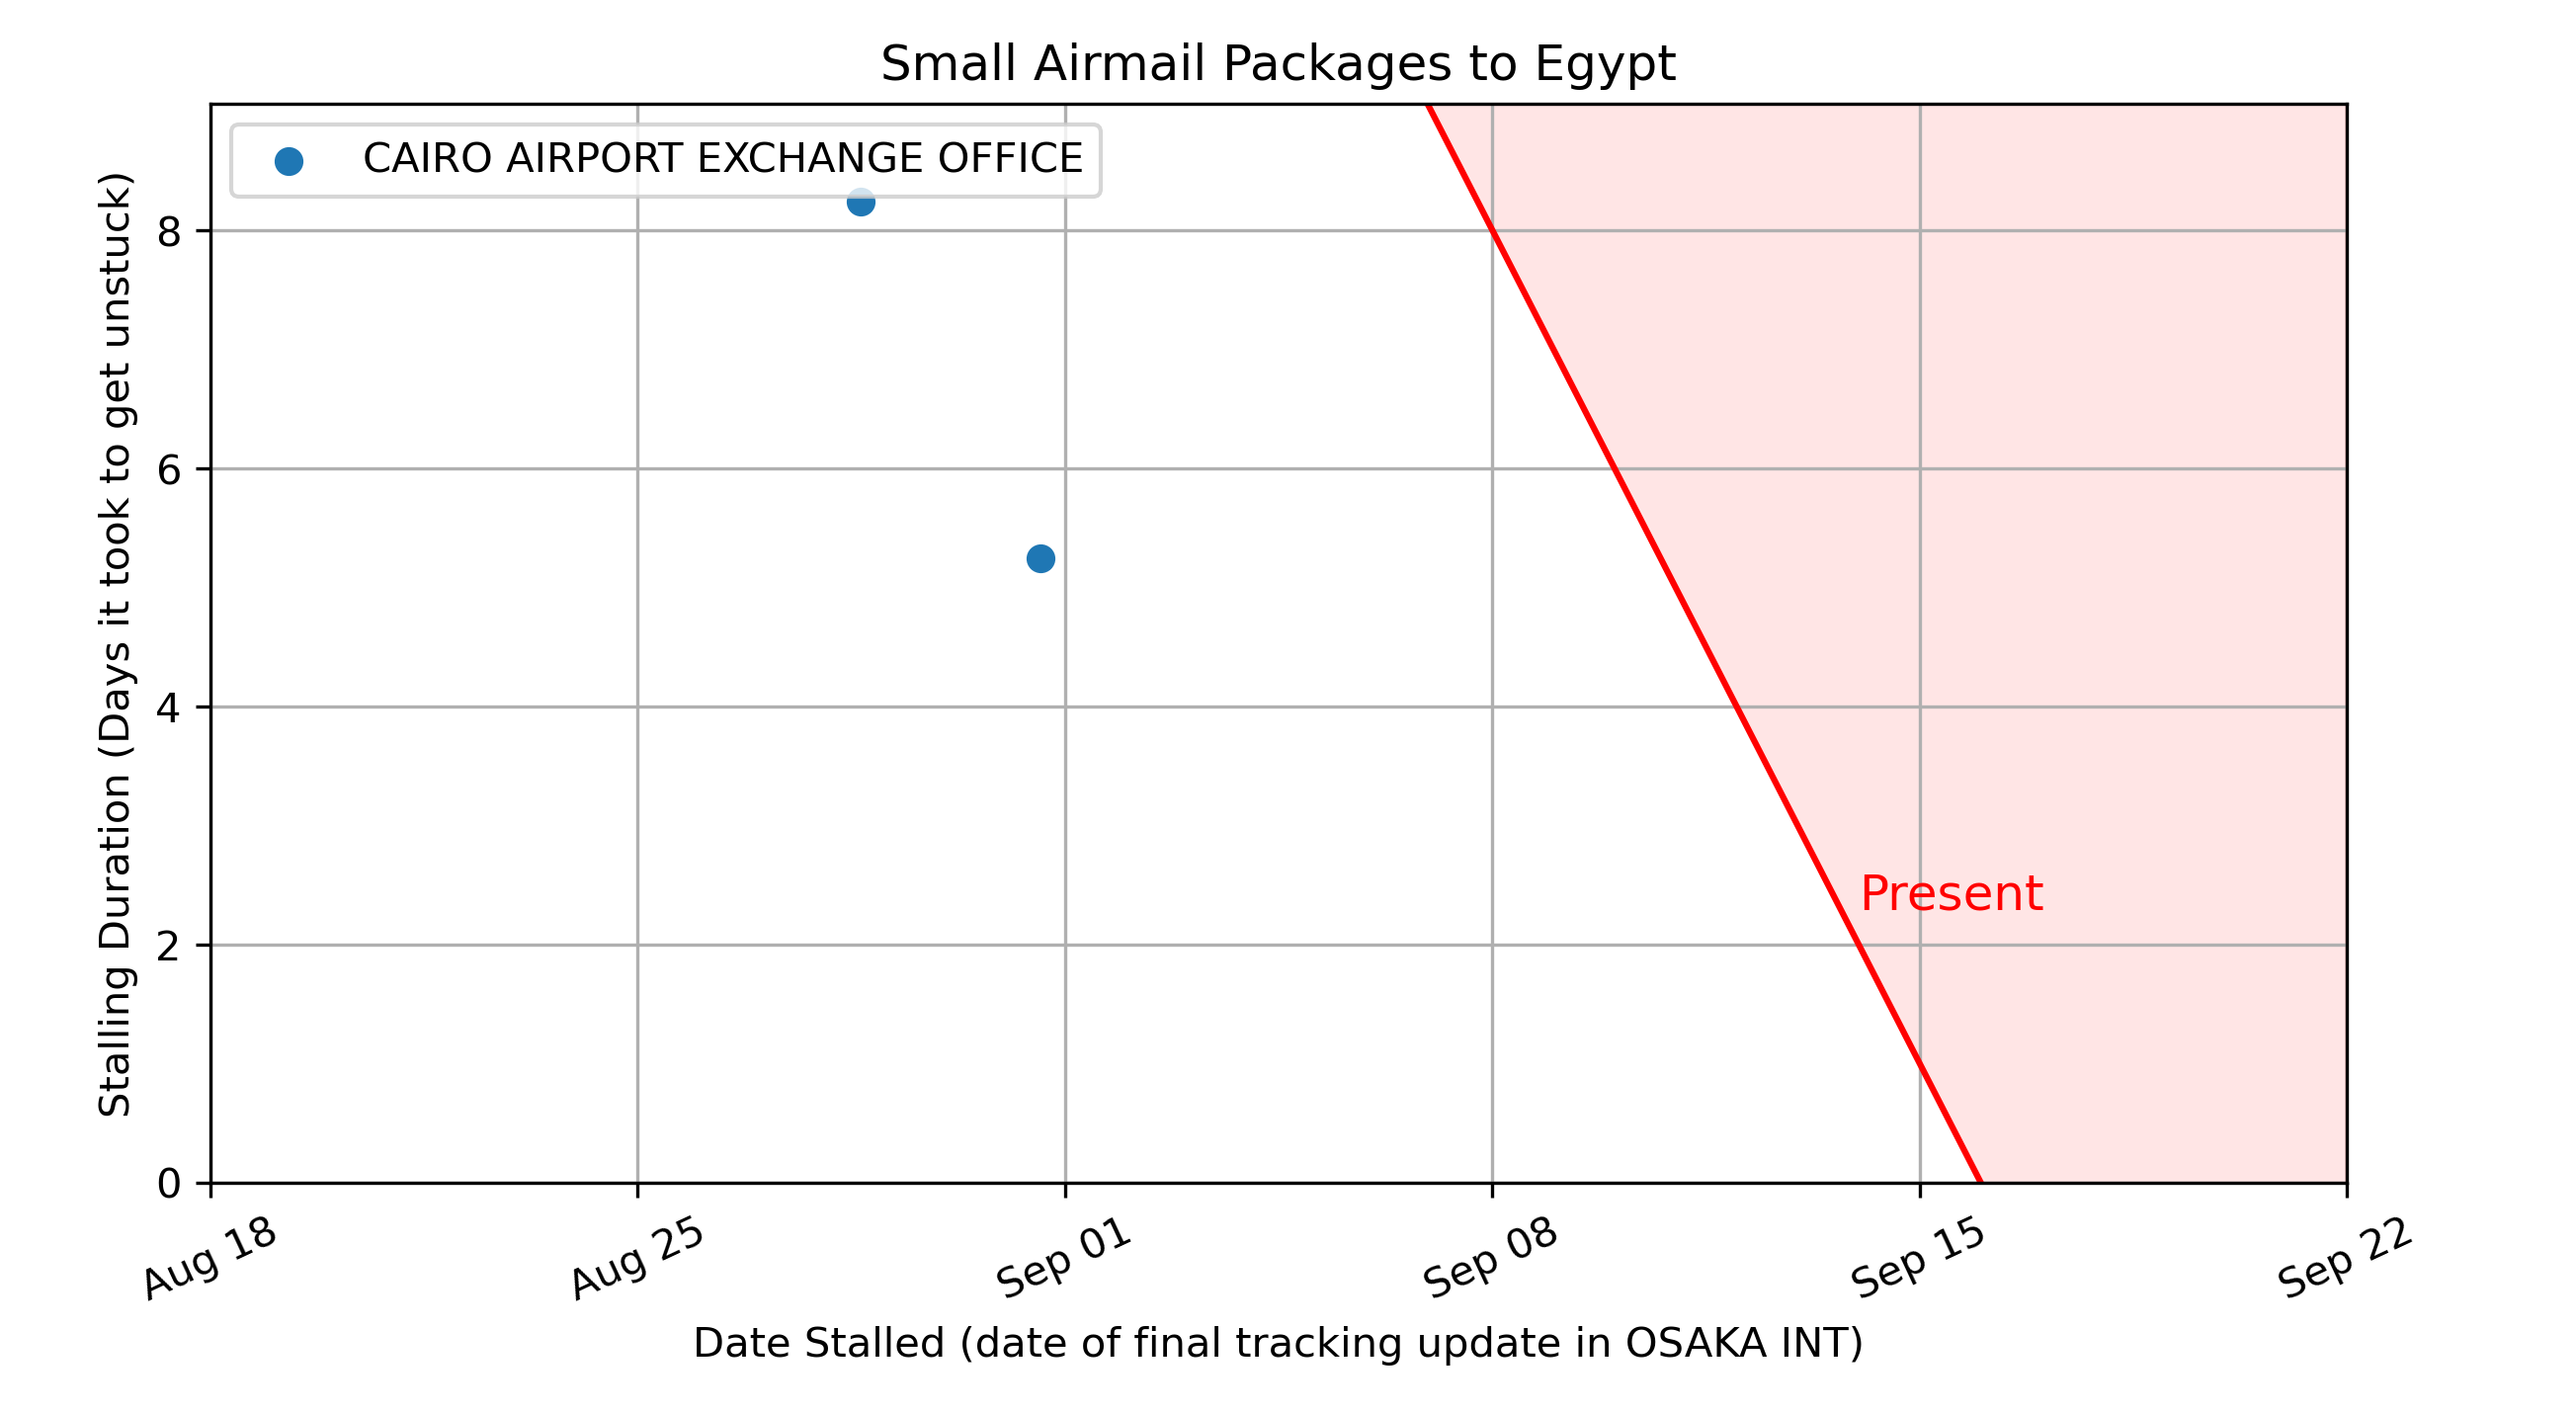 Small Airmail Packages to Egypt
CAIRO AIRPORT EXCHANGE OFFICE
Stalling Duration (Days it took to get unstuck)
8
6
4
2
0
Present
Aug 18
Aug 25
Sep 01
Sep 08
Sep 15
Sep 22
Date Stalled (date of final tracking update in OSAKA INT)